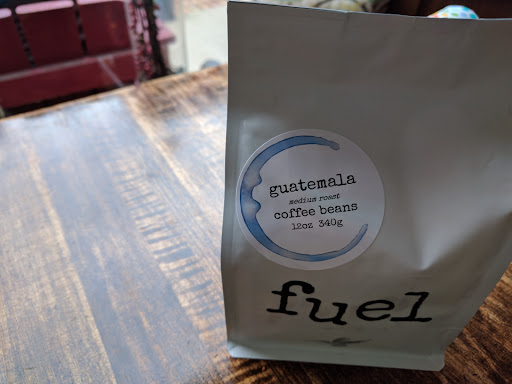 guatemala
medium roast
coffee beans
12oz 340g
fuel